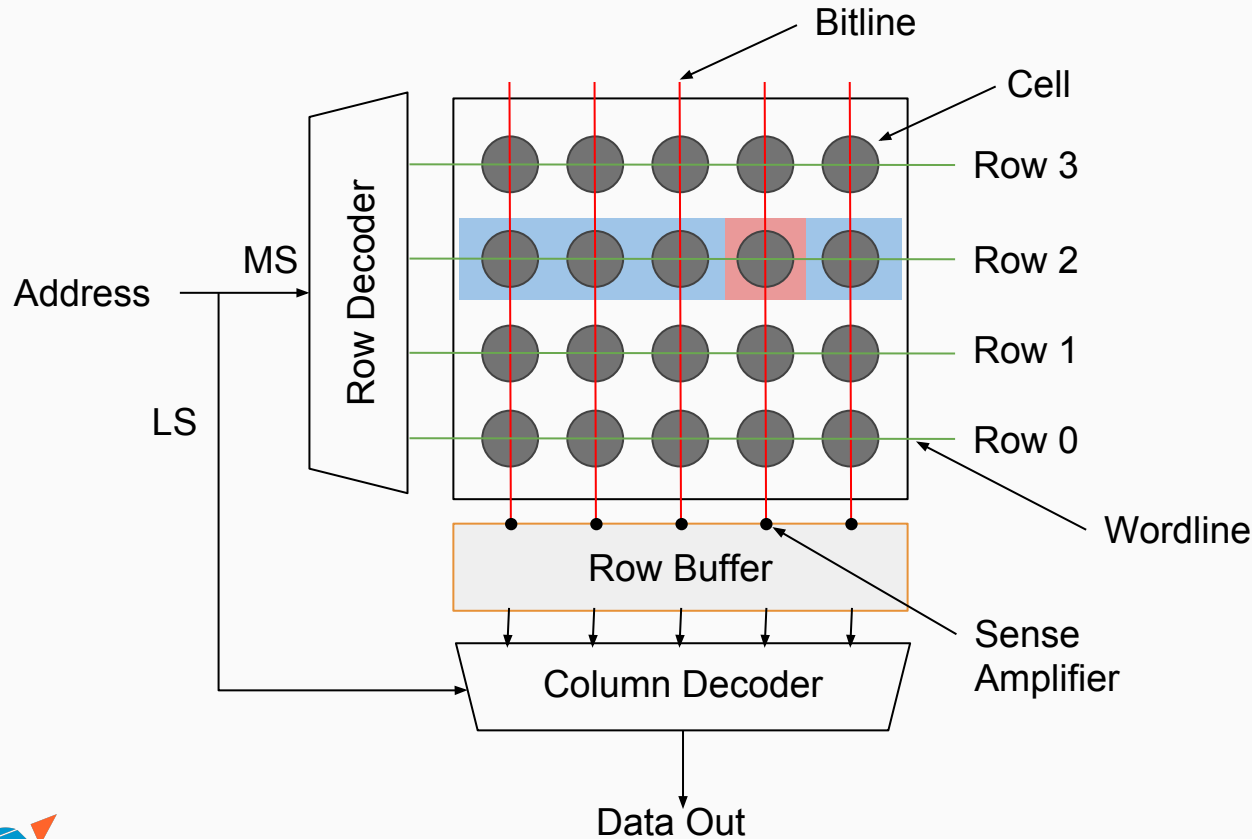 Bitline
Cell
Row 3
Row Decoder
MS
Row 2
Address
Row 1
LS
Row 0
Wordline
Row Buffer
Sense
Amplifier
Column Decoder
Data Out